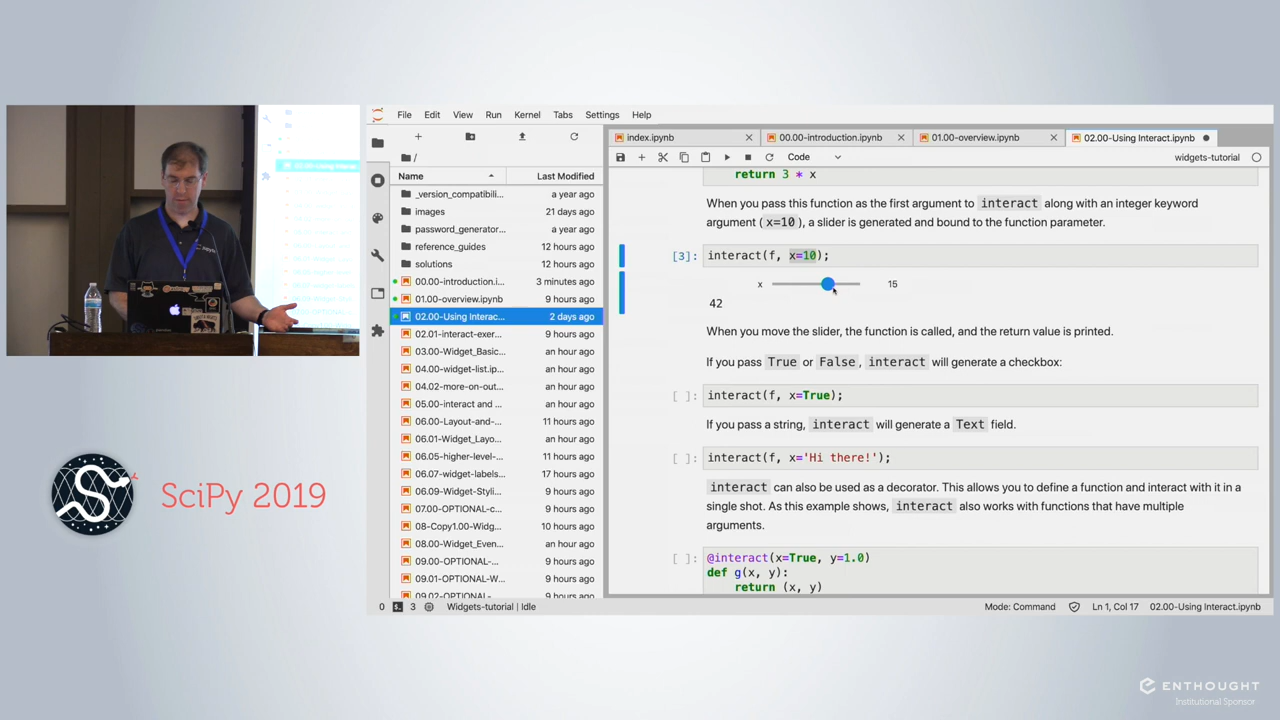 File Edit View Run Kernel Tabs Settings Help
index.ipynb
00.00-introduction.ipynb
01.00-overview.ipynb
02.00-Using Interact.ipynb
Code
widgets-tutorial
/
Name
Last Modified
_version_compatibili... a year ago
images 21 days ago
password_generator... a year ago
reference_guides 12 hours ago
solutions 12 hours ago
00.00-introduction.i... 3 minutes ago
01.00-overview.ipynb 9 hours ago
02.00-Using Interac... 2 days ago
02.01-interact-exer... 9 hours ago
03.00-Widget_Basic... an hour ago
04.00-widget-list.ip... an hour ago
04.02-more-on-out... an hour ago
05.00-interact and ... an hour ago
06.00-Layout-and-... 11 hours ago
06.01-Widget_Layo... an hour ago
06.05-higher-level-... 11 hours ago
06.07-widget-labels... 17 hours ago
06.09-Widget-Styli... an hour ago
07.00-OPTIONAL-c... 9 hours ago
08-Copy1.00-Widg... 10 hours ago
08.00-Widget_Even... an hour ago
09.00-OPTIONAL-... 9 hours ago
09.01-OPTIONAL-W... 9 hours ago
09.02-OPTIONAL-... 9 hours ago
return 3 * x
When you pass this function as the first argument to interact along with an integer keyword
argument (x=10), a slider is generated and bound to the function parameter.
[3]: interact(f, x=10);
x 15
42
When you move the slider, the function is called, and the return value is printed.
If you pass True or False, interact will generate a checkbox:
[ ]: interact(f, x=True);
If you pass a string, interact will generate a Text field.
[ ]: interact(f, x='Hi there!');
interact can also be used as a decorator. This allows you to define a function and interact with it in a
single shot. As this example shows, interact also works with functions that have multiple
arguments.
[ ]: @interact(x=True, y=1.0)
def g(x, y):
return (x, y)
0 3 Widgets-tutorial | Idle
Mode: Command Ln 1, Col 17 02.00-Using Interact.ipynb
SciPy 2019
ENTHOUGHT
Institutional Sponsor